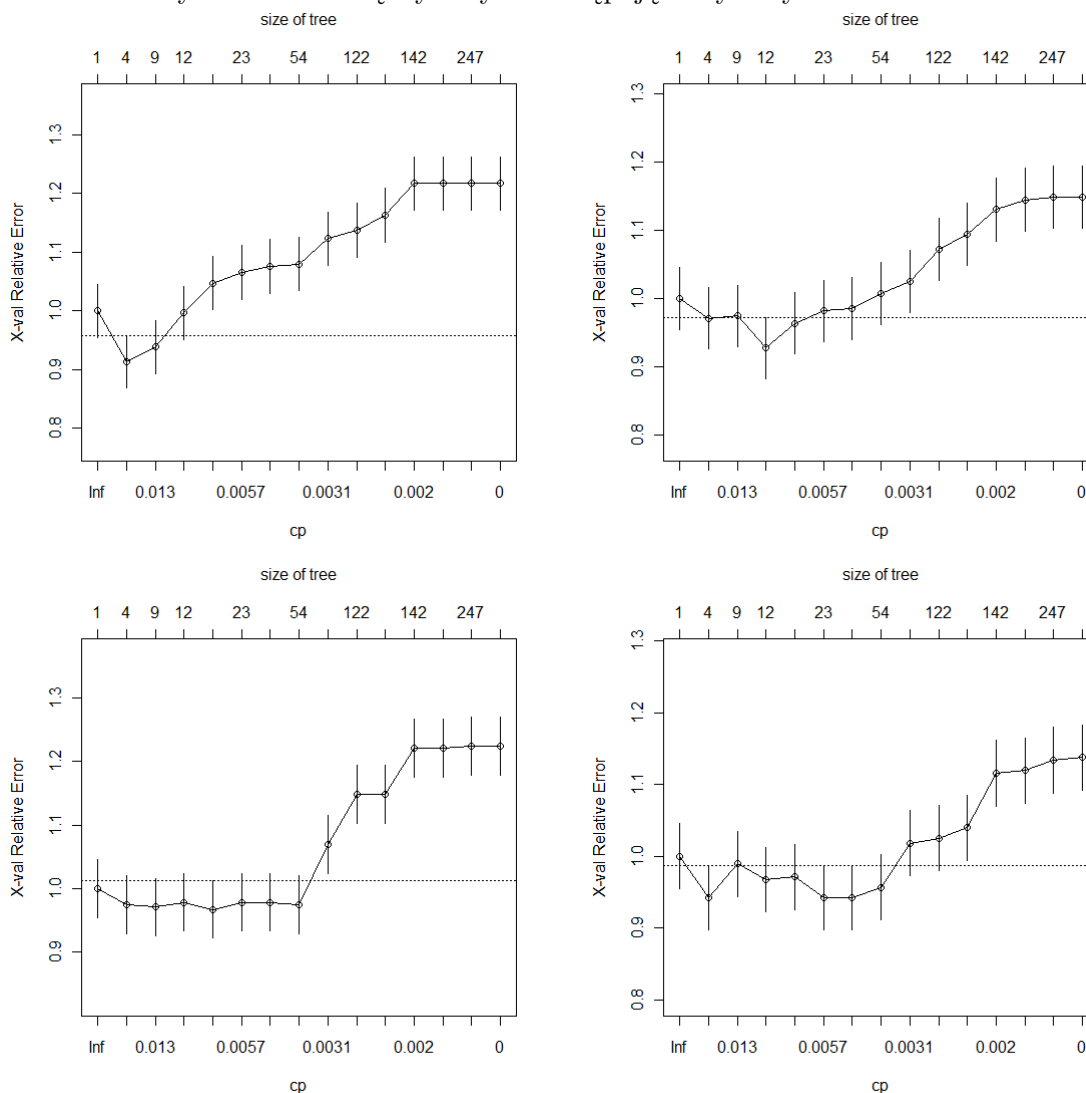 size of tree
1 4 9 12 23 54 122 142 247
X-val Relative Error
0.8 0.9 1.0 1.1 1.2 1.3
Inf 0.013 0.0057 0.0031 0.002 0
cp
size of tree
1 4 9 12 23 54 122 142 247
X-val Relative Error
0.8 0.9 1.0 1.1 1.2 1.3
Inf 0.013 0.0057 0.0031 0.002 0
cp
size of tree
1 4 9 12 23 54 122 142 247
X-val Relative Error
0.9 1.0 1.1 1.2 1.3
Inf 0.013 0.0057 0.0031 0.002 0
cp
size of tree
1 4 9 12 23 54 122 142 247
X-val Relative Error
0.8 0.9 1.0 1.1 1.2 1.3
Inf 0.013 0.0057 0.0031 0.002 0
cp